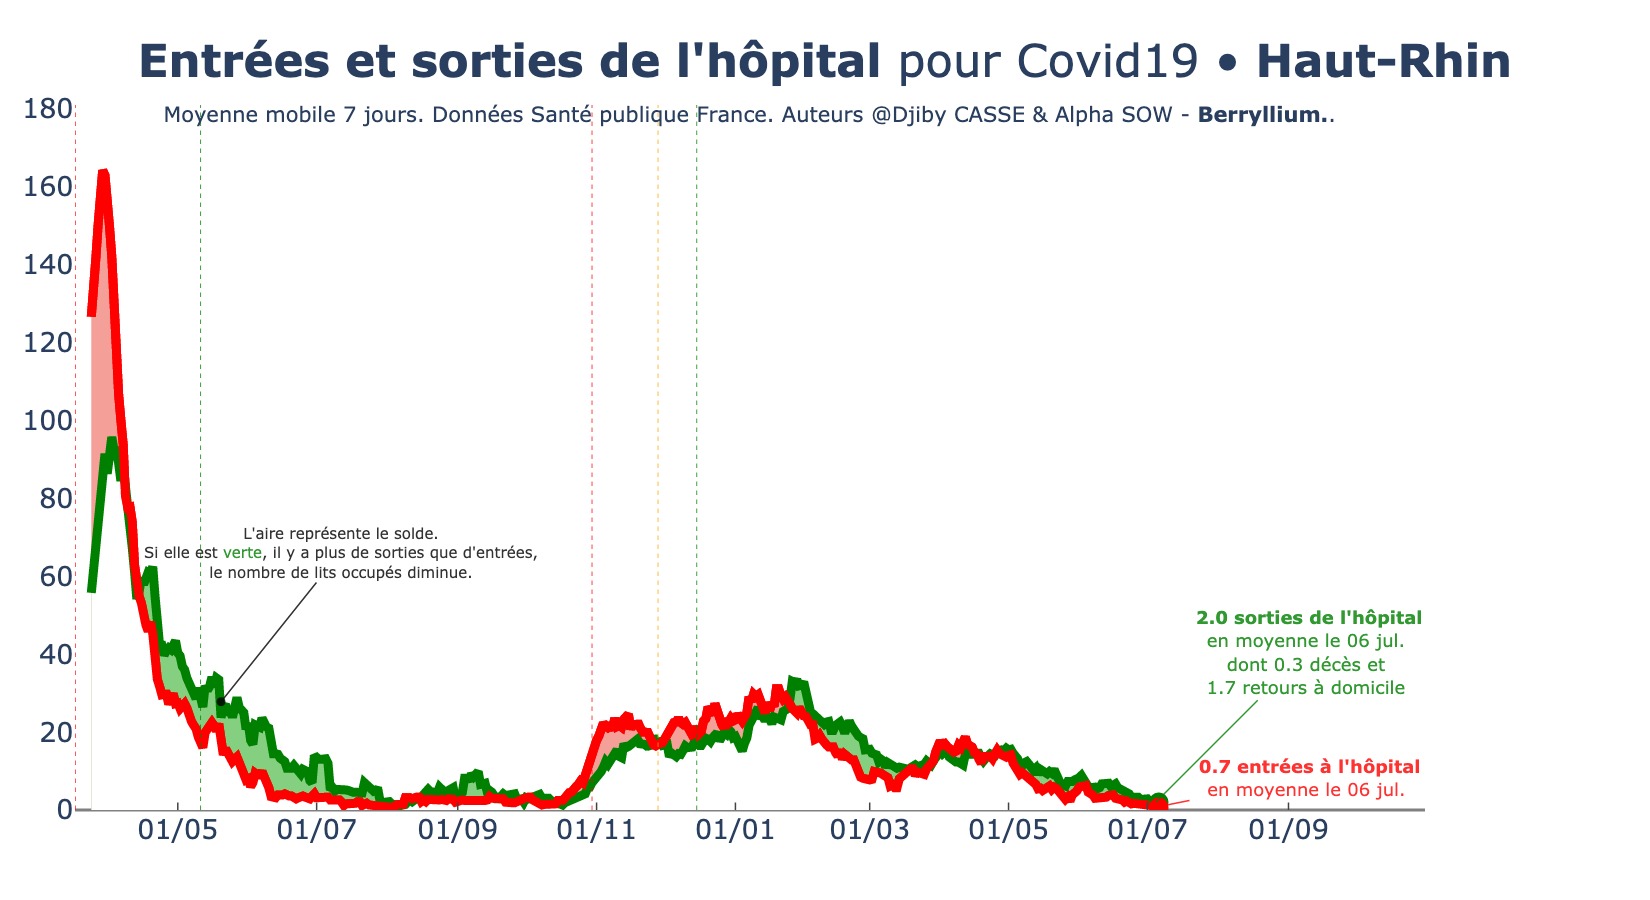 Entrées et sorties de l'hôpital pour Covid19 • Haut-Rhin
Moyenne mobile 7 jours. Données Santé publique France. Auteurs @Djiby CASSE & Alpha SOW - Berryllium..
180
160
140
120
100
80
60
40
20
0
L'aire représente le solde.
Si elle est verte, il y a plus de sorties que d'entrées,
le nombre de lits occupés diminue.
2.0 sorties de l'hôpital
en moyenne le 06 jul.
dont 0.3 décès et
1.7 retours à domicile
0.7 entrées à l'hôpital
en moyenne le 06 jul.
01/05 01/07 01/09 01/11 01/01 01/03 01/05 01/07 01/09